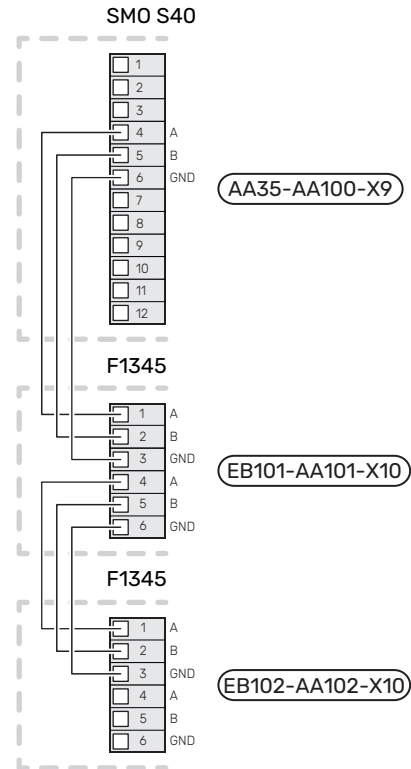 SMO S40
1
2
3
4 A
5 B
6 GND
AA35-AA100-X9
7
8
9
10
11
12
F1345
1 A
2 B
3 GND
EB101-AA101-X10
4 A
5 B
6 GND
F1345
1 A
2 B
3 GND
EB102-AA102-X10
4 A
5 B
6 GND